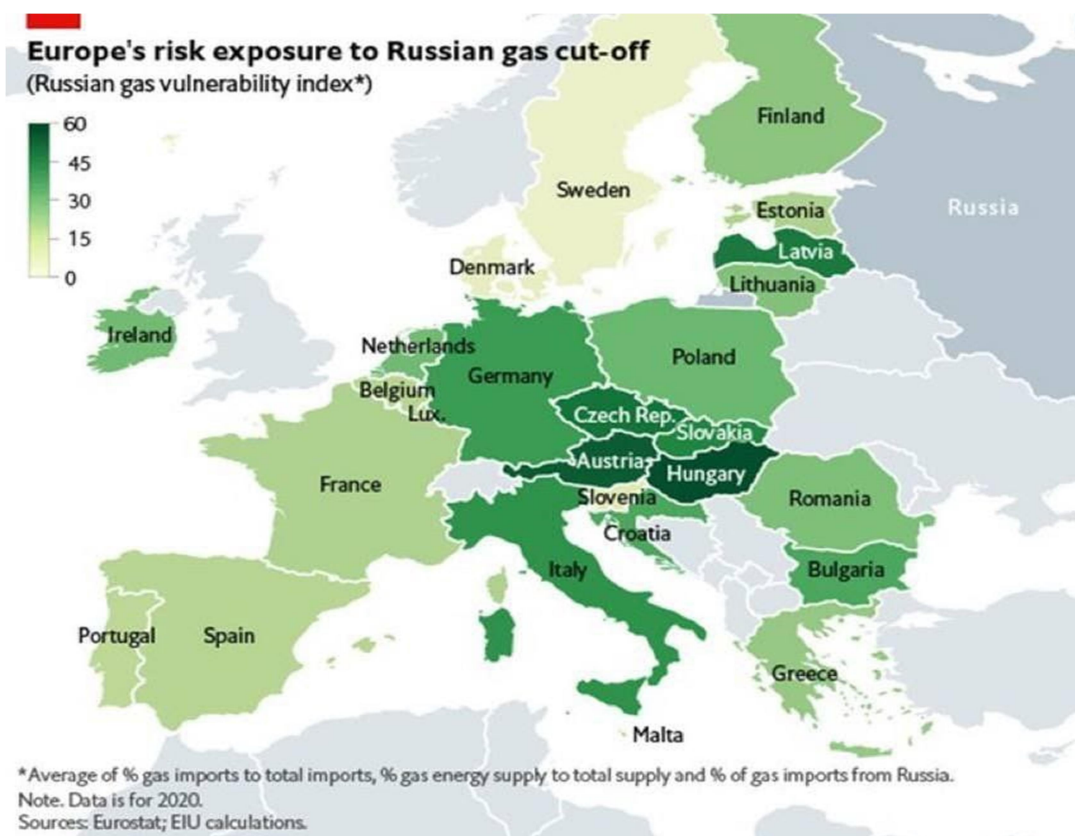 Europe's risk exposure to Russian gas cut-off
(Russian gas vulnerability index*)
60
45
30
15
0
Finland
Sweden
Russia
Estonia
Latvia
Denmark
Lithuania
Ireland
Netherlands
Poland
Germany
Belgium
Lux.
Czech Rep.
Slovakia
Austria
Hungary
France
Slovenia
Romania
Croatia
Italy
Bulgaria
Portugal
Spain
Greece
Malta
*Average of % gas imports to total imports, % gas energy supply to total supply and % of gas imports from Russia.
Note. Data is for 2020.
Sources: Eurostat; EIU calculations.